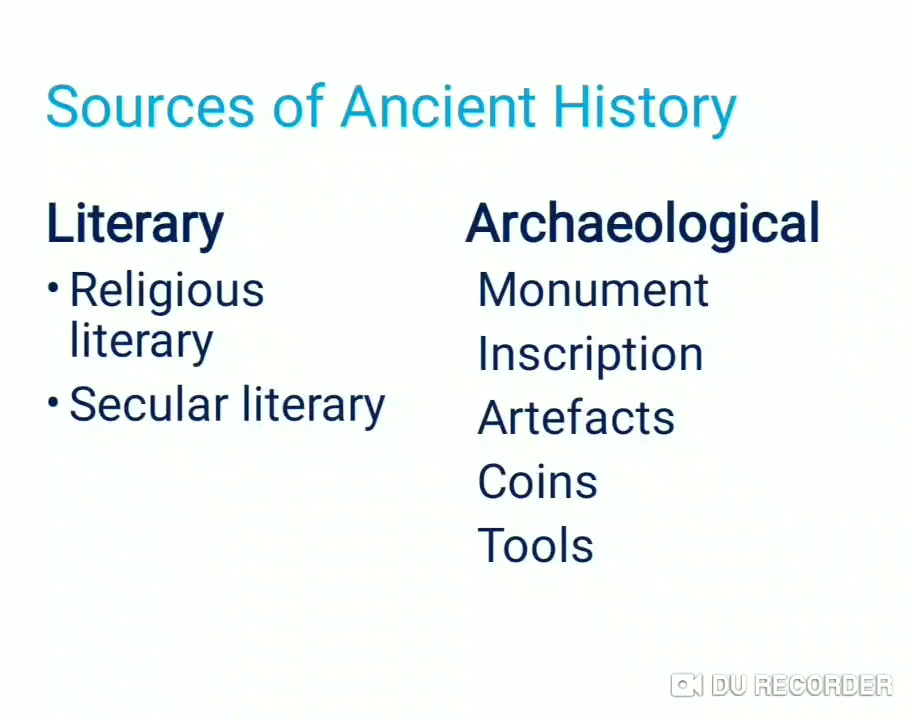 Sources of Ancient History
Literary
• Religious
literary
• Secular literary
Archaeological
Monument
Inscription
Artefacts
Coins
Tools
DU RECORDER